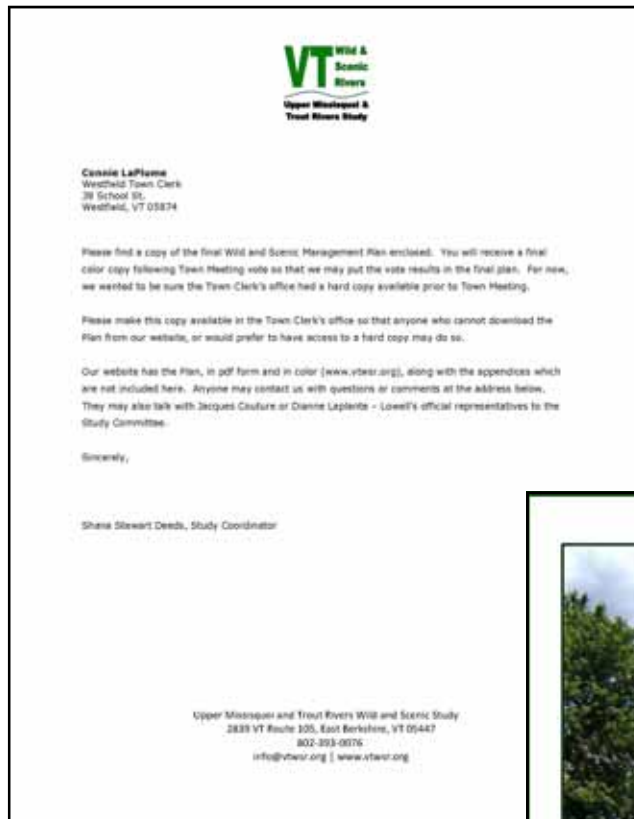 VT Wild &
Scenic
Rivers
Upper Missisquoi &
Trout Rivers Study
Connie LaPlume
Westfield Town Clerk
38 School St.
Westfield, VT 05874
Please find a copy of the final Wild and Scenic Management Plan enclosed. You will receive a final
color copy following Town Meeting vote so that we may put the vote results in the final plan. For now,
we wanted to be sure the Town Clerk's office had a hard copy available prior to Town Meeting.
Please make this copy available in the Town Clerk's office so that anyone who cannot download the
Plan from our website, or would prefer to have access to a hard copy may do so.
Our website has the Plan, in pdf form and in color (www.vtwsr.org), along with the appendices which
are not included here. Anyone may contact us with questions or comments at the address below.
They may also talk with Jacques Couture or Dianne Laplante – Lowell's official representatives to the
Study Committee.
Sincerely,
Shana Stewart Deeds, Study Coordinator
Upper Missisquoi and Trout Rivers Wild and Scenic Study
2839 VT Route 105, East Berkshire, VT 05447
802-393-0076
info@vtwsr.org | www.vtwsr.org